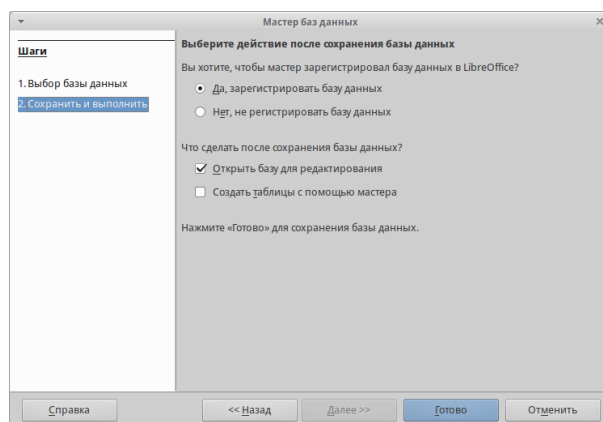 Мастер баз данных
Шаги
1. Выбор базы данных
2. Сохранить и выполнить
Выберите действие после сохранения базы данных
Вы хотите, чтобы мастер зарегистрировал базу данных в LibreOffice?
Да, зарегистрировать базу данных
Нет, не регистрировать базу данных
Что сделать после сохранения базы данных?
Открыть базу для редактирования
Создать таблицы с помощью мастера
Нажмите «Готово» для сохранения базы данных.
Справка
<< Назад
Далее >>
Готово
Отменить